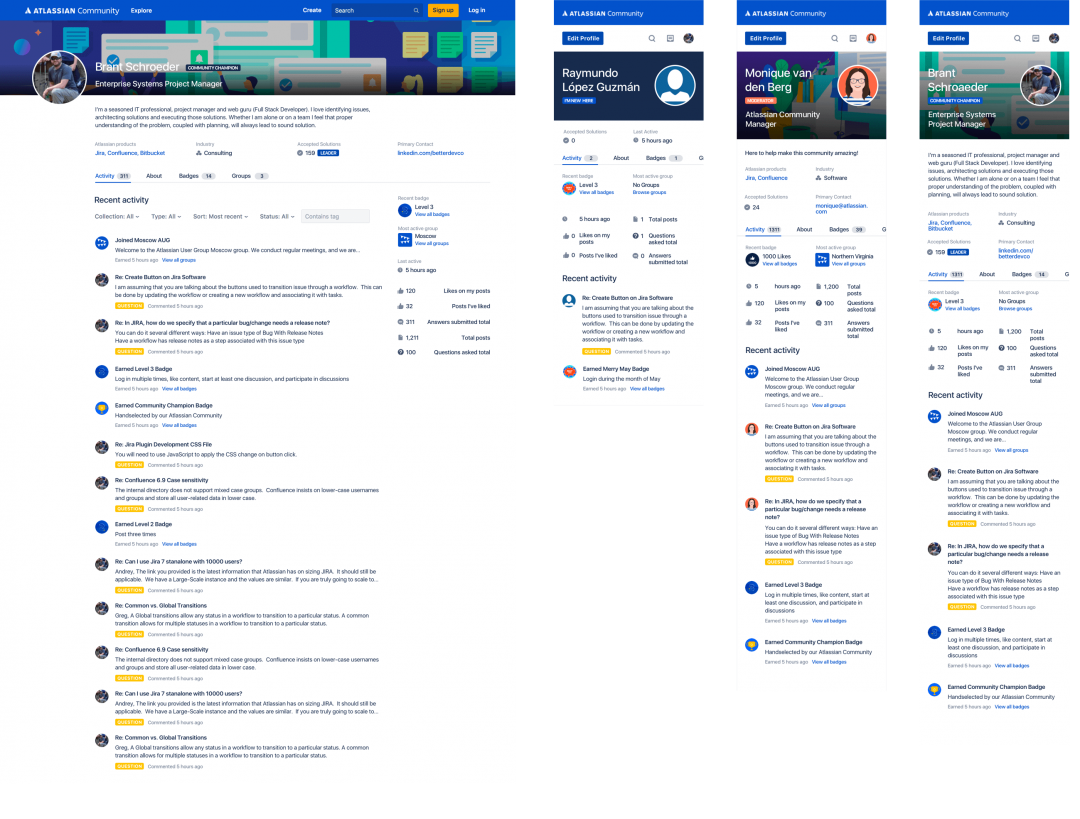 ATLASSIAN Community
Explore
Create
Search
Sign up
Log in
Brant Schroeder COMMUNITY CHAMPION
Enterprise Systems Project Manager
I'm a seasoned IT professional, project manager and web guru (Full Stack Developer). I love identifying issues,
architecting solutions and executing those solutions. Whether I am alone or on a team I feel that proper
understanding of the problem, coupled with planning, will always lead to sound solution.
Atlassian products
Jira, Confluence, Bitbucket
Industry
Consulting
Accepted Solutions
159 LEADER
Primary Contact
linkedin.com/betterdevco
Activity 311
About
Badges 14
Groups 3
Recent activity
Collection: All
Type: All
Sort: Most recent
Status: All
Contains tag
Joined Moscow AUG
Welcome to the Atlassian User Group Moscow group. We conduct regular meetings, and we are...
Earned 5 hours ago View all groups
Re: Create Button on Jira Software
I am assuming that you are talking about the buttons used to transition issue through a workflow. This can
be done by updating the workflow or creating a new workflow and associating it with tasks.
QUESTION Commented 5 hours ago
Re: In JIRA, how do we specify that a particular bug/change needs a release note?
You can do it several different ways: Have an issue type of Bug With Release Notes
Have a workflow has release notes as a step associated with this issue type
QUESTION Commented 5 hours ago
Earned Level 3 Badge
Log in multiple times, like content, start at least one discussion, and participate in discussions
Earned 5 hours ago View all badges
Earned Community Champion Badge
Handselected by our Atlassian Community
Earned 5 hours ago View all badges
Re: Jira Plugin Development CSS File
You will need to use JavaScript to apply the CSS change on button click.
QUESTION Commented 5 hours ago
Re: Confluence 6.9 Case sensitivity
The internal directory does not support mixed case groups. Confluence insists on lower-case usernames
and groups and store all user-related data in lower case.
QUESTION Commented 5 hours ago
Earned Level 2 Badge
Post three times
Earned 5 hours ago View all badges
Re: Can I use Jira 7 stanalone with 10000 users?
Andrey, The link you provided is the latest information that Atlassian has on sizing JIRA. It should still be
applicable. We have a Large-Scale instance and the values are similar. If you are truly going to scale to...
QUESTION Commented 5 hours ago
Re: Common vs. Global Transitions
Greg, A Global transitions allow any status in a workflow to transition to a particular status. A common
transition allows for multiple statuses in a workflow to transition to a particular status.
QUESTION Commented 5 hours ago
Re: Confluence 6.9 Case sensitivity
The internal directory does not support mixed case groups. Confluence insists on lower-case usernames
and groups and store all user-related data in lower case.
QUESTION Commented 5 hours ago
Re: Can I use Jira 7 stanalone with 10000 users?
Andrey, The link you provided is the latest information that Atlassian has on sizing JIRA. It should still be
applicable. We have a Large-Scale instance and the values are similar. If you are truly going to scale to...
QUESTION Commented 5 hours ago
Re: Common vs. Global Transitions
Greg, A Global transitions allow any status in a workflow to transition to a particular status. A common
transition allows for multiple statuses in a workflow to transition to a particular status.
QUESTION Commented 5 hours ago
Recent badge
Level 3
View all badges
Most active group
Moscow
View all groups
Last active
5 hours ago
120 Likes on my posts
32 Posts I've liked
311 Answers submitted total
1,211 Total posts
100 Questions asked total
ATLASSIAN Community
Edit Profile
Raymundo
López Guzmán
I'M NEW HERE
Accepted Solutions
0
Last Active
5 hours ago
Activity 2
About
Badges 1
G
Recent badge
Level 3
View all badges
Most active group
No Groups
Browse groups
5 hours ago
1 Total posts
0 Likes on my
posts
1 Questions
asked total
0 Posts I've liked
0 Answers
submitted total
Recent activity
Re: Create Button on Jira Software
I am assuming that you are talking about the
buttons used to transition issue through a
workflow. This can be done by updating the
workflow or creating a new workflow and
associating it with tasks.
QUESTION Commented 5 hours ago
Earned Merry May Badge
Login during the month of May
Earned 5 hours ago View all badges
ATLASSIAN Community
Edit Profile
Monique van
den Berg
MODERATOR
Atlassian Community
Manager
Here to help make this community amazing!
Atlassian products
Jira, Confluence
Industry
Software
Accepted Solutions
24
Primary Contact
monique@atlassian.
com
Activity 1311
About
Badges 39
G
Recent badge
1000 Likes
View all badges
Most active group
Northern Virginia
View all groups
5 hours ago
1,200 Total
posts
120 Likes on my
posts
100 Questions
asked total
32 Posts I've
liked
311 Answers
submitted
total
Recent activity
Joined Moscow AUG
Welcome to the Atlassian User Group
Moscow group. We conduct regular
meetings, and we are...
Earned 5 hours ago View all groups
Re: Create Button on Jira Software
I am assuming that you are talking about the
buttons used to transition issue through a
workflow. This can be done by updating the
workflow or creating a new workflow and
associating it with tasks.
QUESTION Commented 5 hours ago
Re: In JIRA, how do we specify that a
particular bug/change needs a release
note?
You can do it several different ways: Have an
issue type of Bug With Release Notes
Have a workflow has release notes as a step
associated with this issue type
QUESTION Commented 5 hours ago
Earned Level 3 Badge
Log in multiple times, like content, start at
least one discussion, and participate in
discussions
Earned 5 hours ago View all badges
Earned Community Champion Badge
Handselected by our Atlassian Community
Earned 5 hours ago View all badges
ATLASSIAN Community
Edit Profile
Brant
Schroaeder
COMMUNITY CHAMPION
Enterprise Systems
Project Manager
I'm a seasoned IT professional, project manager and
web guru (Full Stack Developer). I love identifying
issues, architecting solutions and executing those
solutions. Whether I am alone or on a team I feel that
proper understanding of the problem, coupled with
planning, will always lead to sound solution.
Atlassian products
Jira, Confluence,
Bitbucket
Industry
Consulting
Accepted Solutions
159 LEADER
Primary Contact
linkedin.com/
betterdevco
Activity 1311
About
Badges 14
G
Recent badge
Level 3
View all badges
Most active group
No Groups
Browse groups
5 hours ago
1,200 Total
posts
120 Likes on my
posts
100 Questions
asked total
32 Posts I've
liked
311 Answers
submitted
total
Recent activity
Joined Moscow AUG
Welcome to the Atlassian User Group
Moscow group. We conduct regular
meetings, and we are...
Earned 5 hours ago View all groups
Re: Create Button on Jira Software
I am assuming that you are talking about the
buttons used to transition issue through a
workflow. This can be done by updating the
workflow or creating a new workflow and
associating it with tasks.
QUESTION Commented 5 hours ago
Re: In JIRA, how do we specify that a
particular bug/change needs a release
note?
You can do it several different ways: Have an
issue type of Bug With Release Notes
Have a workflow has release notes as a step
associated with this issue type
QUESTION Commented 5 hours ago
Earned Level 3 Badge
Log in multiple times, like content, start at
least one discussion, and participate in
discussions
Earned 5 hours ago View all badges
Earned Community Champion Badge
Handselected by our Atlassian Community
Earned 5 hours ago View all badges